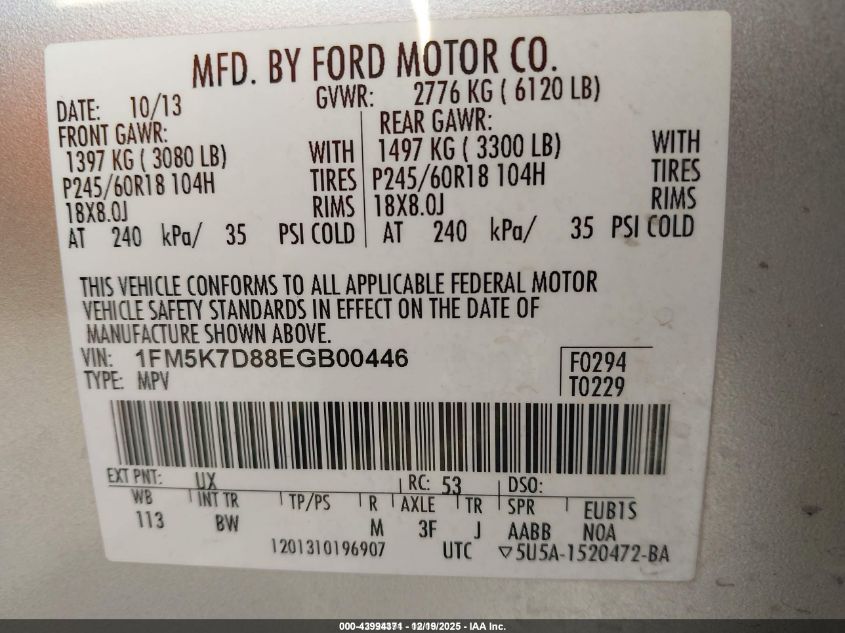 MFD. BY FORD MOTOR CO.
DATE: 10/13 GVWR: 2776 KG ( 6120 LB)
FRONT GAWR: REAR GAWR:
1397 KG ( 3080 LB) WITH 1497 KG ( 3300 LB) WITH
P245/60R18 104H TIRES P245/60R18 104H TIRES
18X8.0J RIMS 18X8.0J RIMS
AT 240 kPa/ 35 PSI COLD AT 240 kPa/ 35 PSI COLD
THIS VEHICLE CONFORMS TO ALL APPLICABLE FEDERAL MOTOR
VEHICLE SAFETY STANDARDS IN EFFECT ON THE DATE OF
MANUFACTURE SHOWN ABOVE.
VIN: 1FM5K7D88EGB00446 F0294
TYPE: MPV T0229
EXT PNT: UX RC: 53 DSO:
WB INT TR TP/PS R AXLE TR SPR EUB1S
113 BW M 3F J AABB NOA
1201310196907 UTC ▽5U5A-1520472-BA
000-43994371 - 12/19/2025 - IAA Inc.